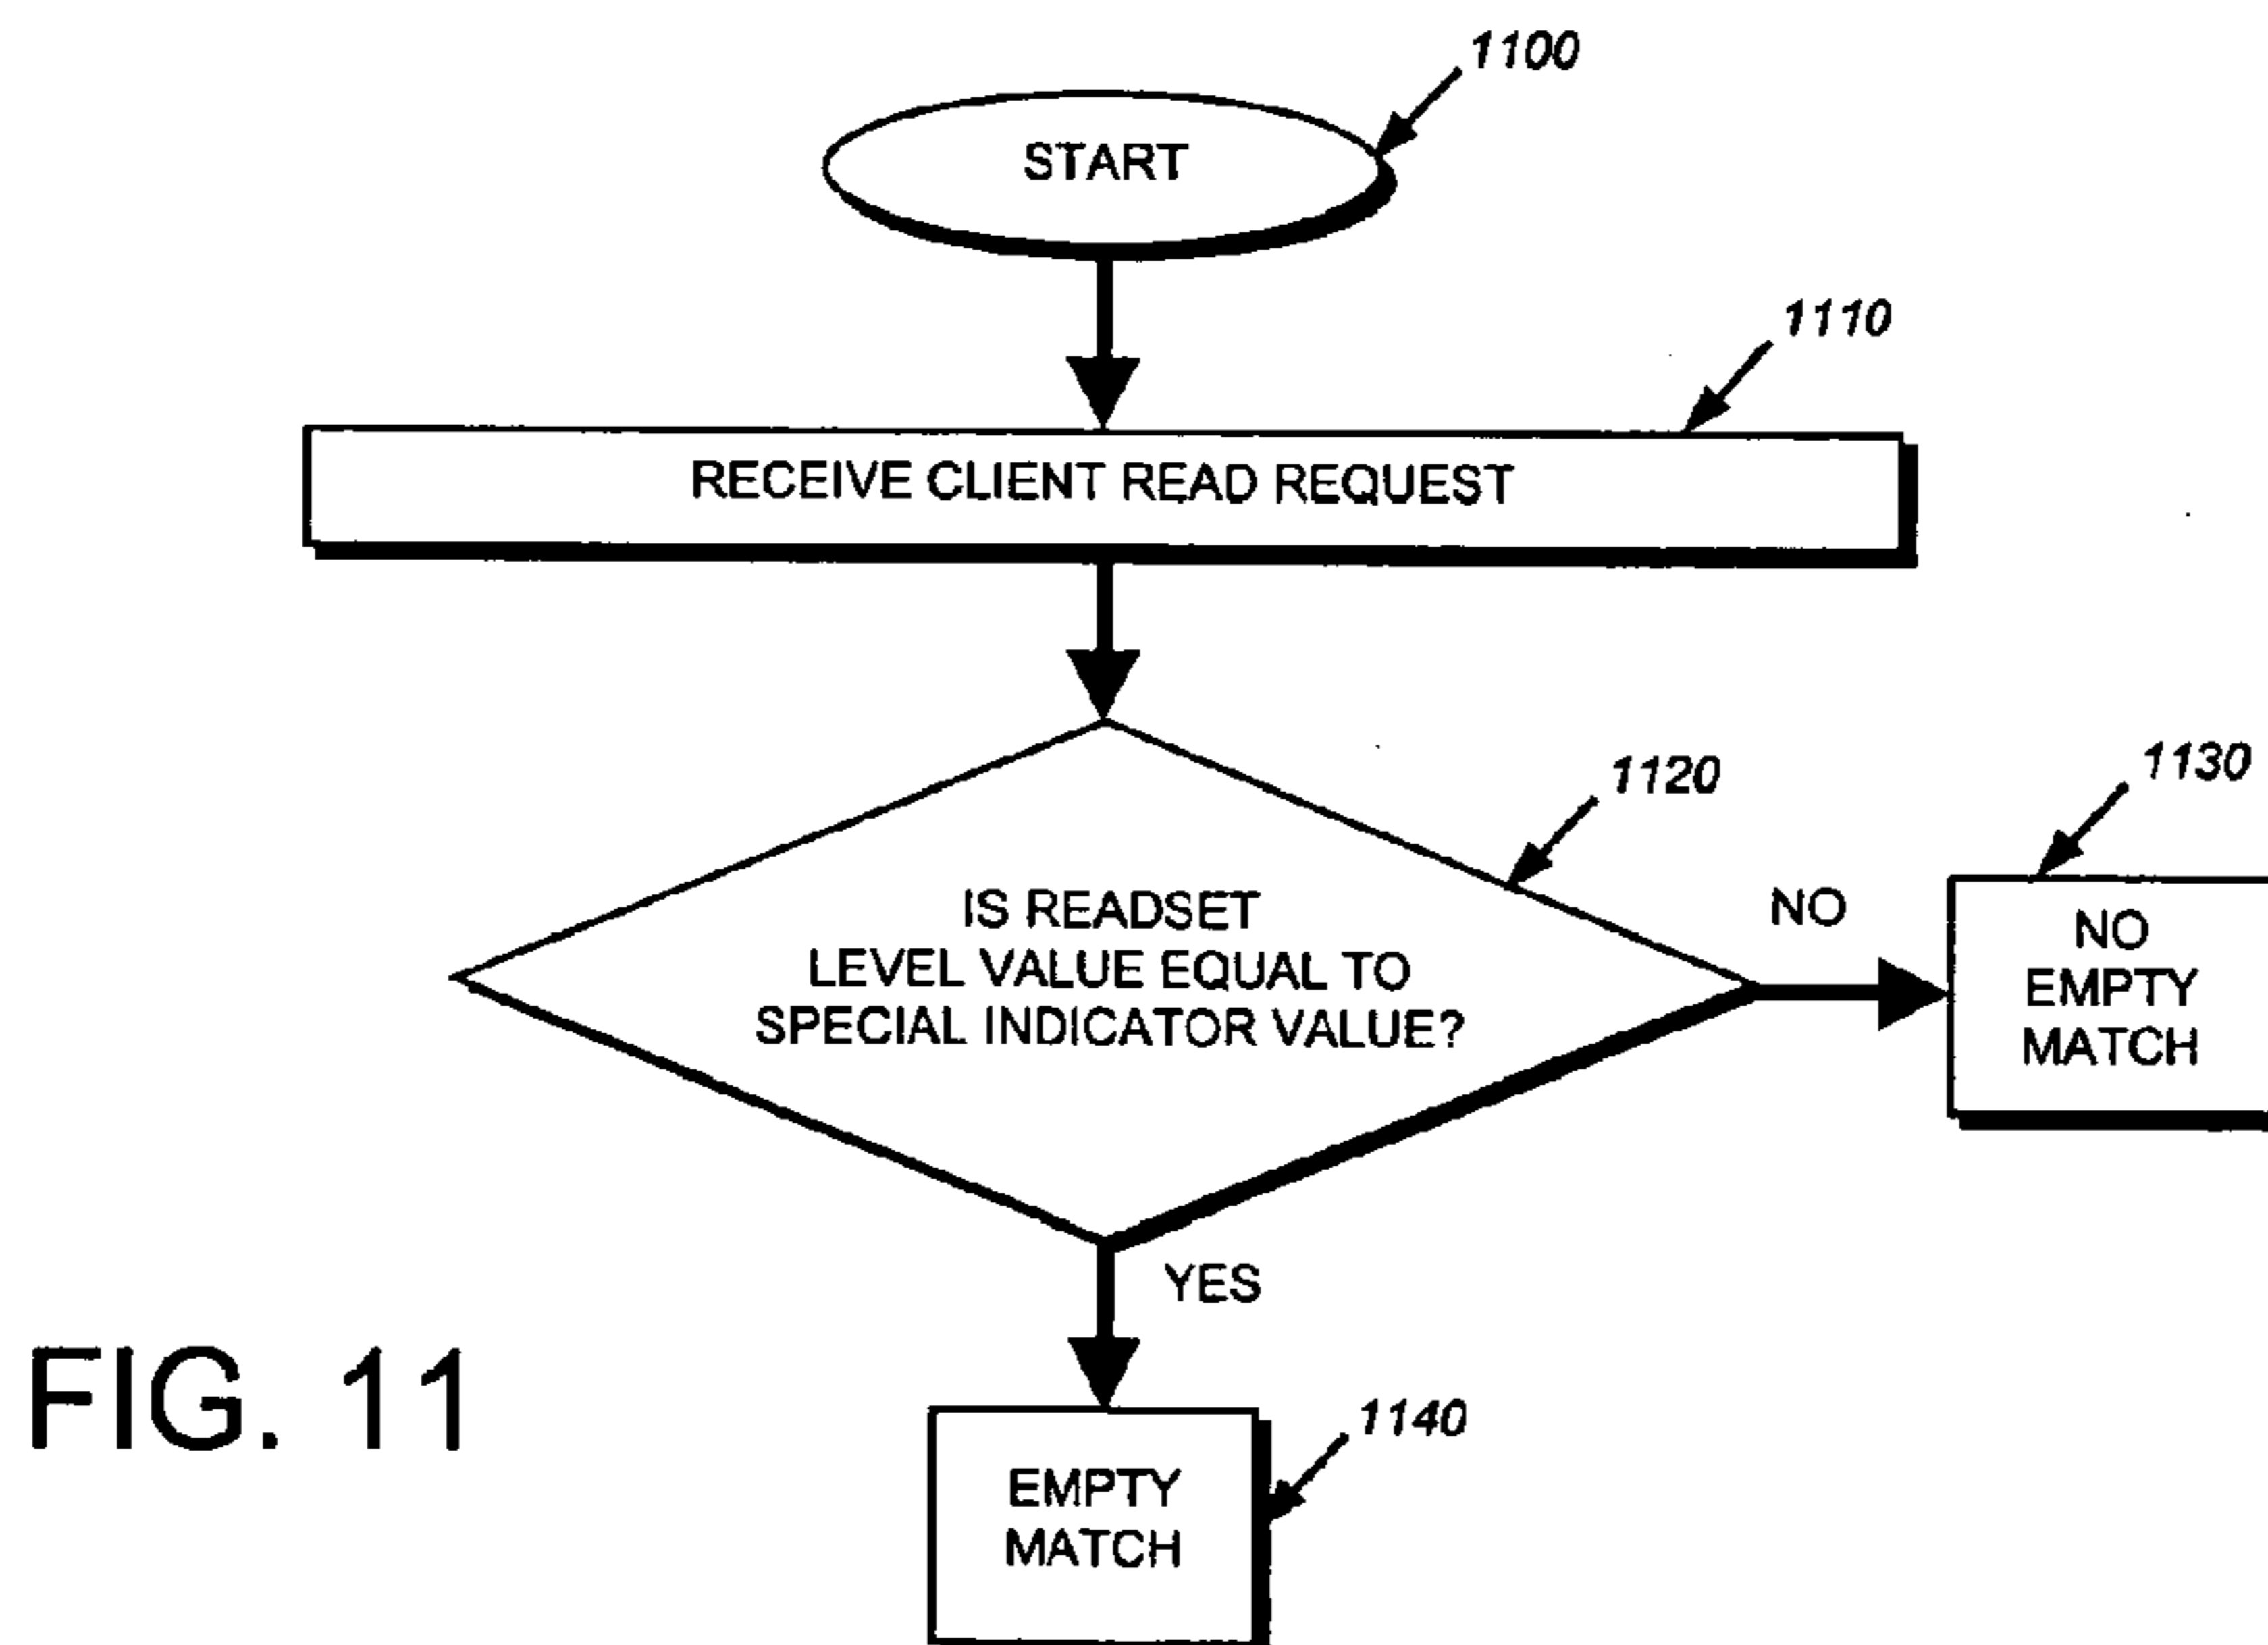 1100
START
1110
RECEIVE CLIENT READ REQUEST
1120
1130
IS READSET
LEVEL VALUE EQUAL TO
SPECIAL INDICATOR VALUE?
NO
NO
EMPTY
MATCH
YES
FIG. 11
1140
EMPTY
MATCH